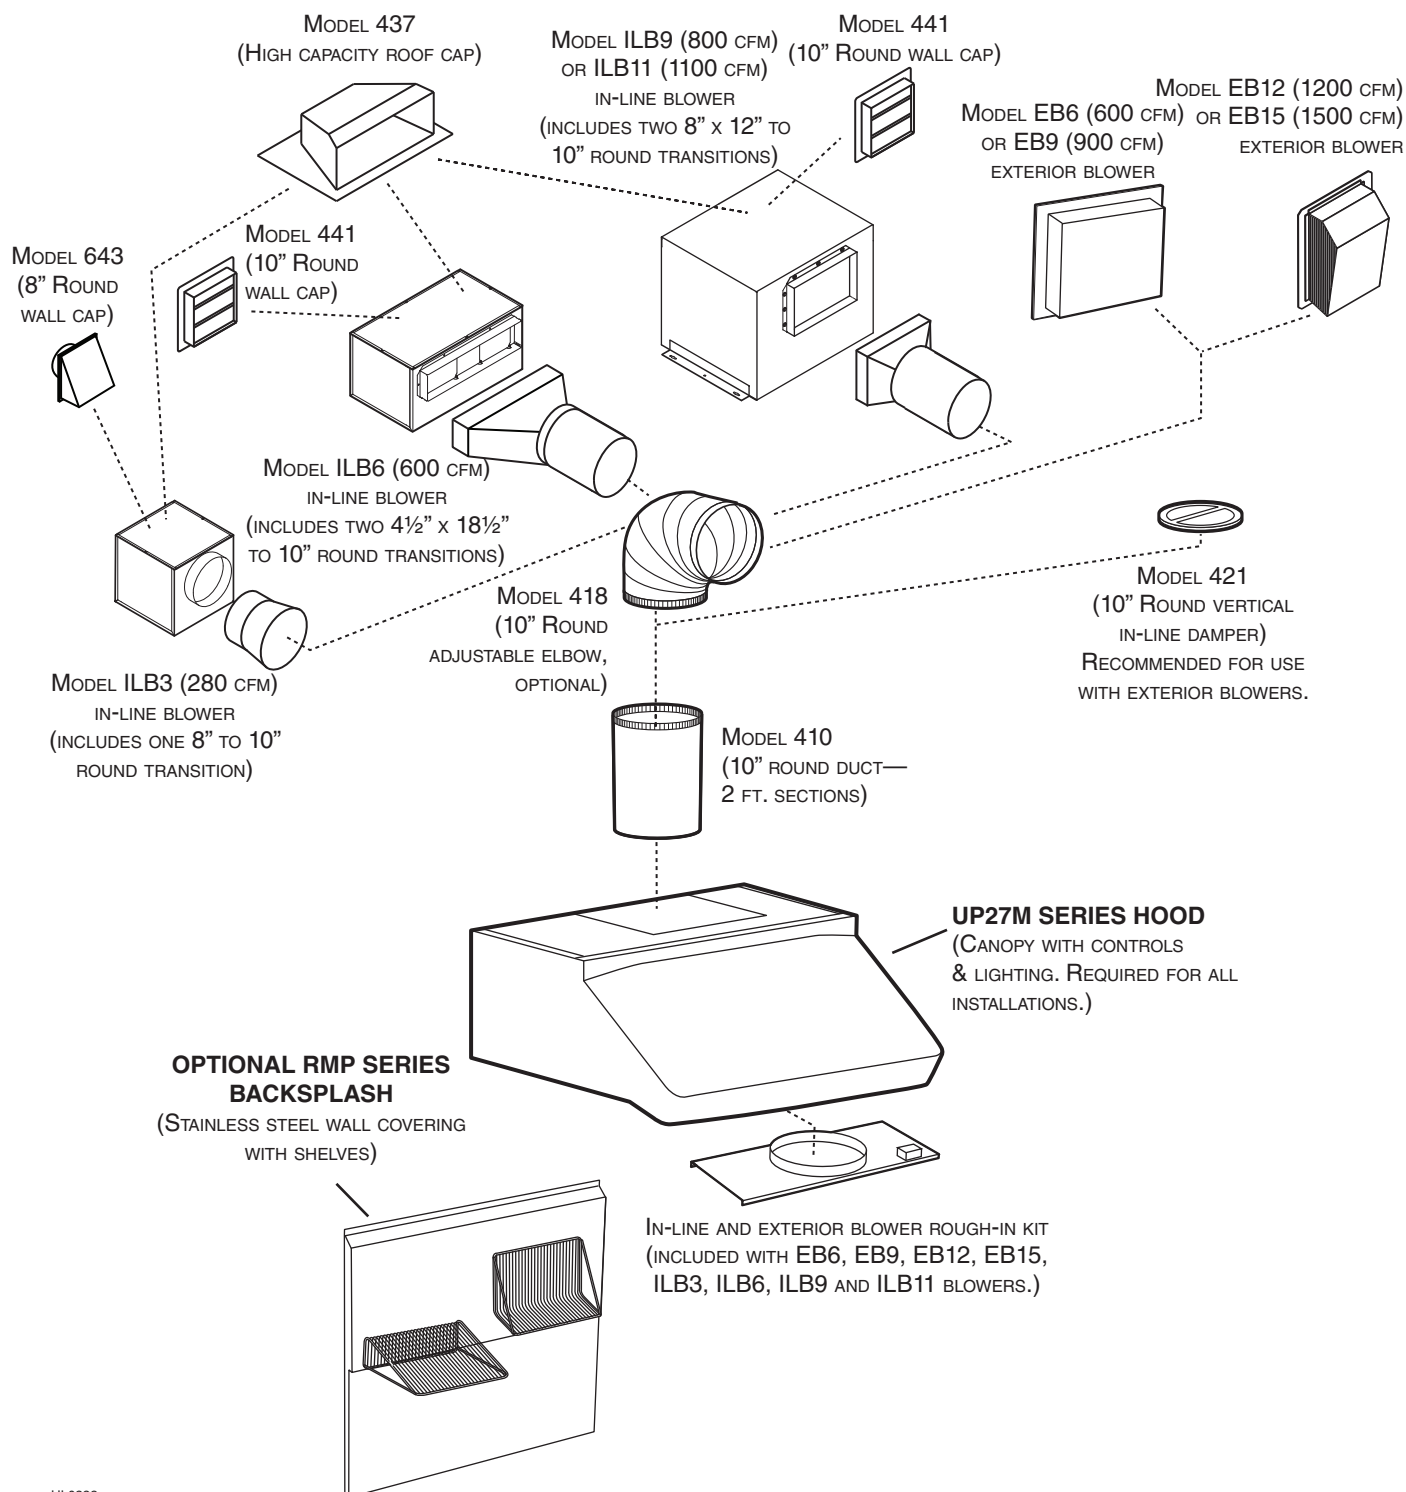 Model 437
(High capacity roof cap)
Model ILB9 (800 cfm)
or ILB11 (1100 cfm)
in-line blower
(includes two 8” x 12” to
10” round transitions)
Model 441
(10” Round wall cap)
Model EB6 (600 cfm)
or EB9 (900 cfm)
exterior blower
Model EB12 (1200 cfm)
or EB15 (1500 cfm)
exterior blower
Model 643
(8” Round
wall cap)
Model 441
(10” Round
wall cap)
Model ILB6 (600 cfm)
in-line blower
(includes two 4½” x 18½”
to 10” round transitions)
Model 418
(10” Round
adjustable elbow,
optional)
Model 421
(10” Round vertical
in-line damper)
Recommended for use
with exterior blowers.
Model ILB3 (280 cfm)
in-line blower
(includes one 8” to 10”
round transition)
Model 410
(10” round duct—
2 ft. sections)
UP27M SERIES HOOD
(Canopy with controls
& lighting. Required for all
installations.)
OPTIONAL RMP SERIES
BACKSPLASH
(Stainless steel wall covering
with shelves)
In-line and exterior blower rough-in kit
(included with EB6, EB9, EB12, EB15,
ILB3, ILB6, ILB9 and ILB11 blowers.)